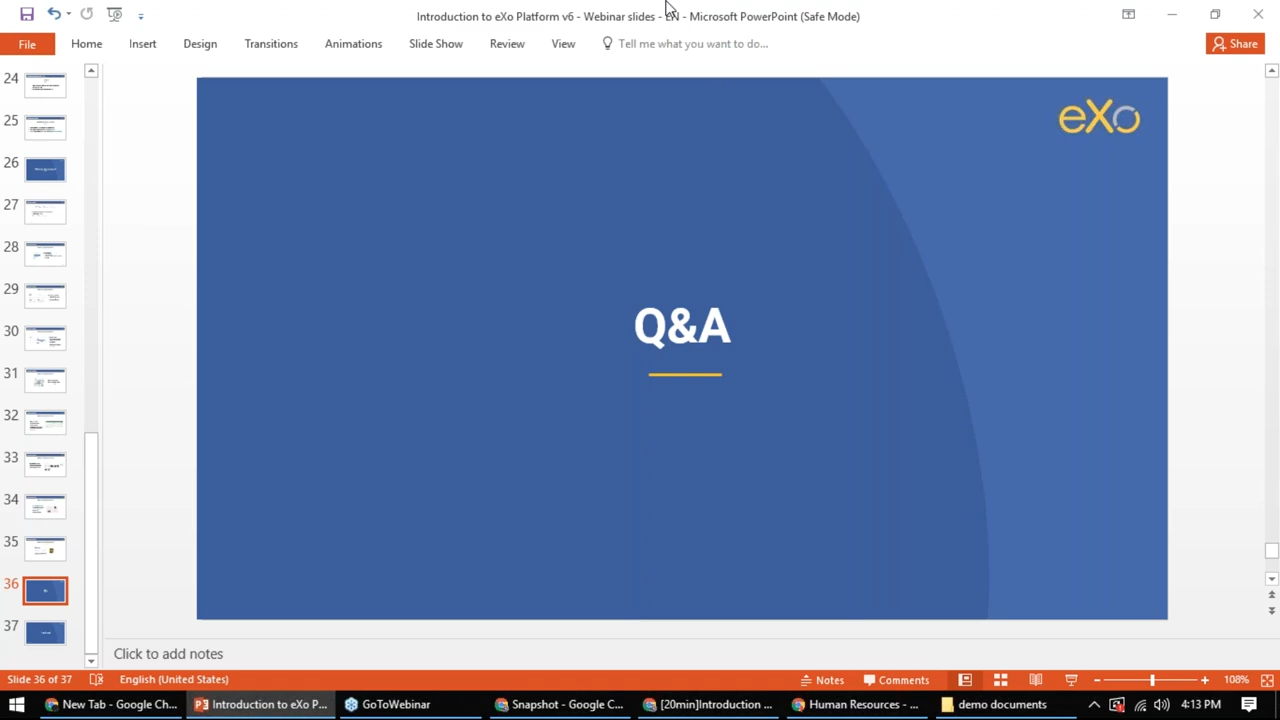 Introduction to eXo Platform v6 - Webinar slides - EN - Microsoft PowerPoint (Safe Mode)
File Home Insert Design Transitions Animations Slide Show Review View Tell me what you want to do... Share
24
25
26
27
28
29
30
31
32
33
34
35
36
37
eXo
Q&A
Click to add notes
Slide 36 of 37 English (United States) Notes Comments 108%
New Tab - Google Ch... Introduction to eXo P... GoToWebinar Snapshot - Google C... [20min]Introduction ... Human Resources - ... demo documents 4:13 PM